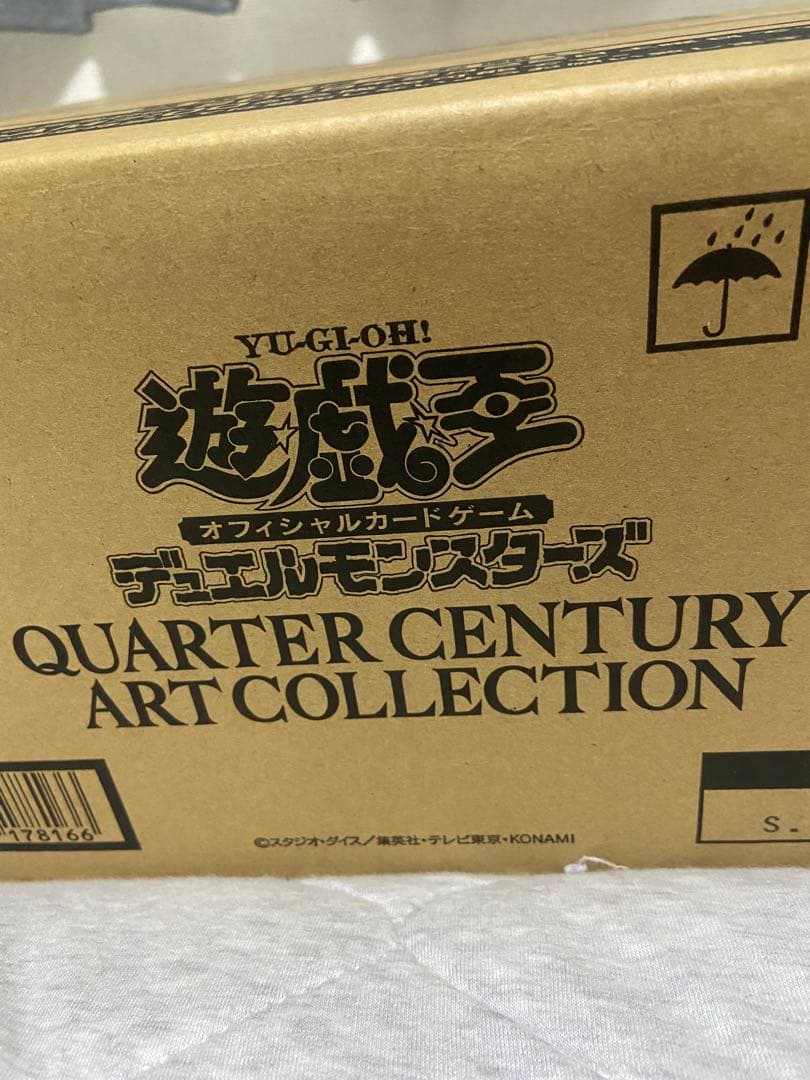 YU-GI-OH!
遊戯王
オフィシャルカードゲーム
デュエルモンスターズ
QUARTER CENTURY
ART COLLECTION
178166
S.
©スタジオ・ダイス/集英社・テレビ東京・KONAMI